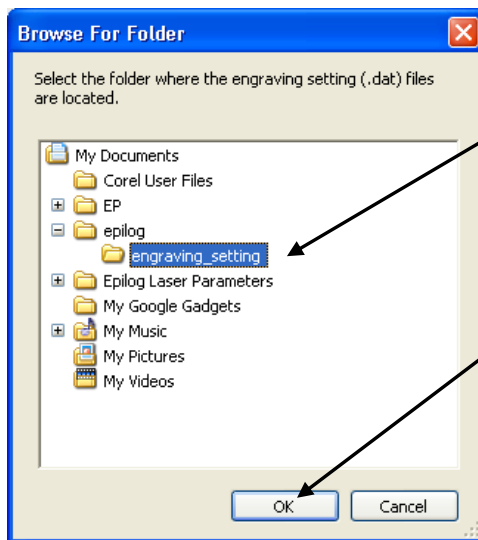 Browse For Folder
Select the folder where the engraving setting (.dat) files
are located.
My Documents
Corel User Files
EP
epilog
engraving_setting
Epilog Laser Parameters
My Google Gadgets
My Music
My Pictures
My Videos
OK
Cancel